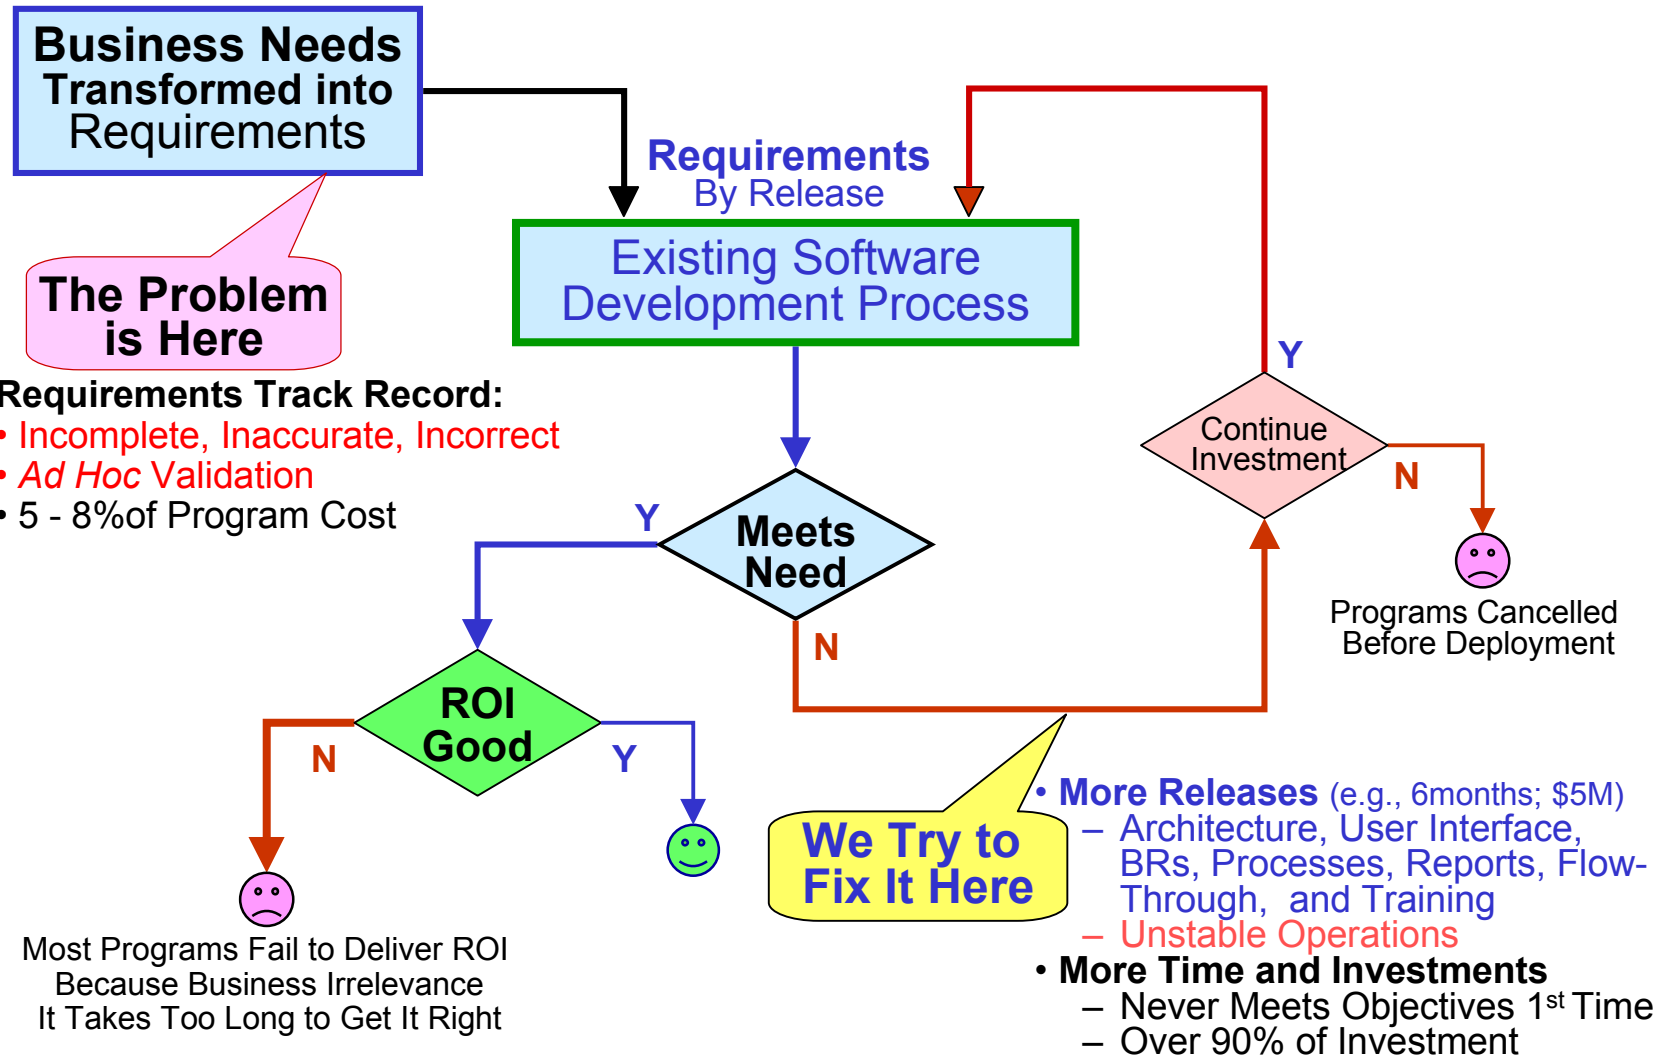 Business Needs
Transformed into
Requirements
Requirements
By Release
Existing Software
Development Process
The Problem
is Here
Requirements Track Record:
• Incomplete, Inaccurate, Incorrect
• Ad Hoc Validation
• 5 - 8%of Program Cost
Y
Continue
Investment
N
Programs Cancelled
Before Deployment
Y
Meets
Need
N
ROI
Good
N
Y
We Try to
Fix It Here
Most Programs Fail to Deliver ROI
Because Business Irrelevance
It Takes Too Long to Get It Right
• More Releases (e.g., 6months; $5M)
– Architecture, User Interface,
BRs, Processes, Reports, Flow-
Through, and Training
– Unstable Operations
• More Time and Investments
– Never Meets Objectives 1st Time
– Over 90% of Investment